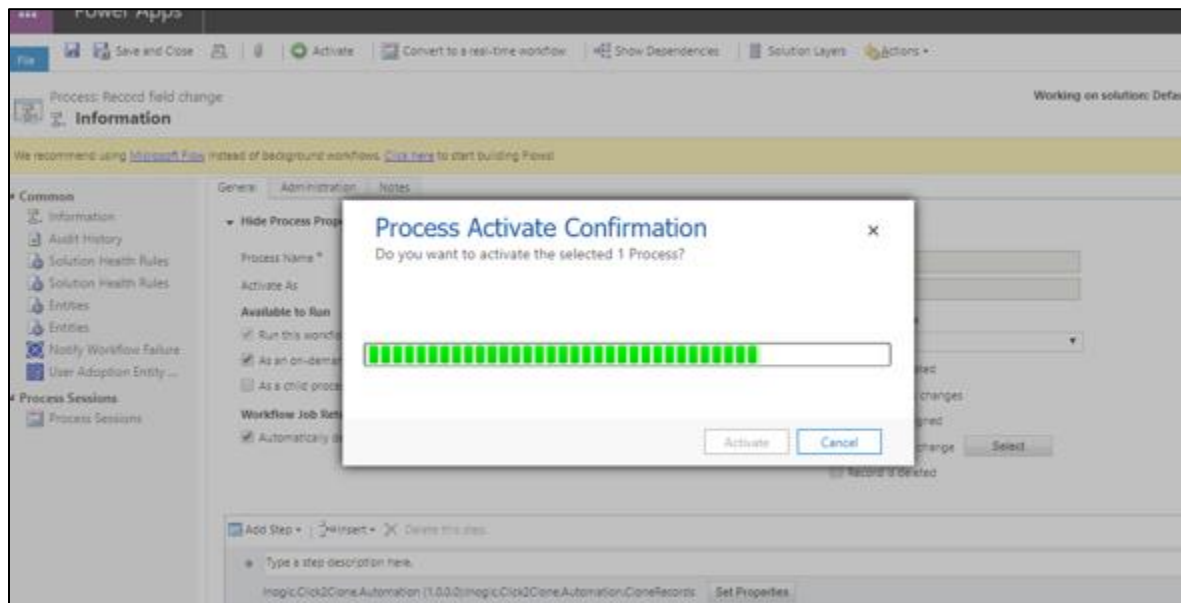 Power Apps
File
Save and Close
Activate
Convert to a real-time workflow
Show Dependencies
Solution Layers
Actions
Process: Record field change
Working on solution: Defa
Information
We recommend using Microsoft Flow instead of background workflows. Click here to start building Flows!
Common
Information
Audit History
Solution Health Rules
Solution Health Rules
Entities
Entities
Notify Workflow Failure
User Adoption Entity ...
Process Sessions
Process Sessions
General
Administration
Notes
Hide Process Prop
Process Name *
Activate As
Available to Run
Run this workflo
As an on-deman
As a child proce
Workflow Job Ret
Automatically de
Process Activate Confirmation
Do you want to activate the selected 1 Process?
Activate
Cancel
changes
change
Select
Record is deleted
Add Step
Insert
Delete this step.
Type a step description here.
Inogic.Click2Clone.Automation (1.0.0.0):Inogic.Click2Clone.Automation.CloneRecords
Set Properties